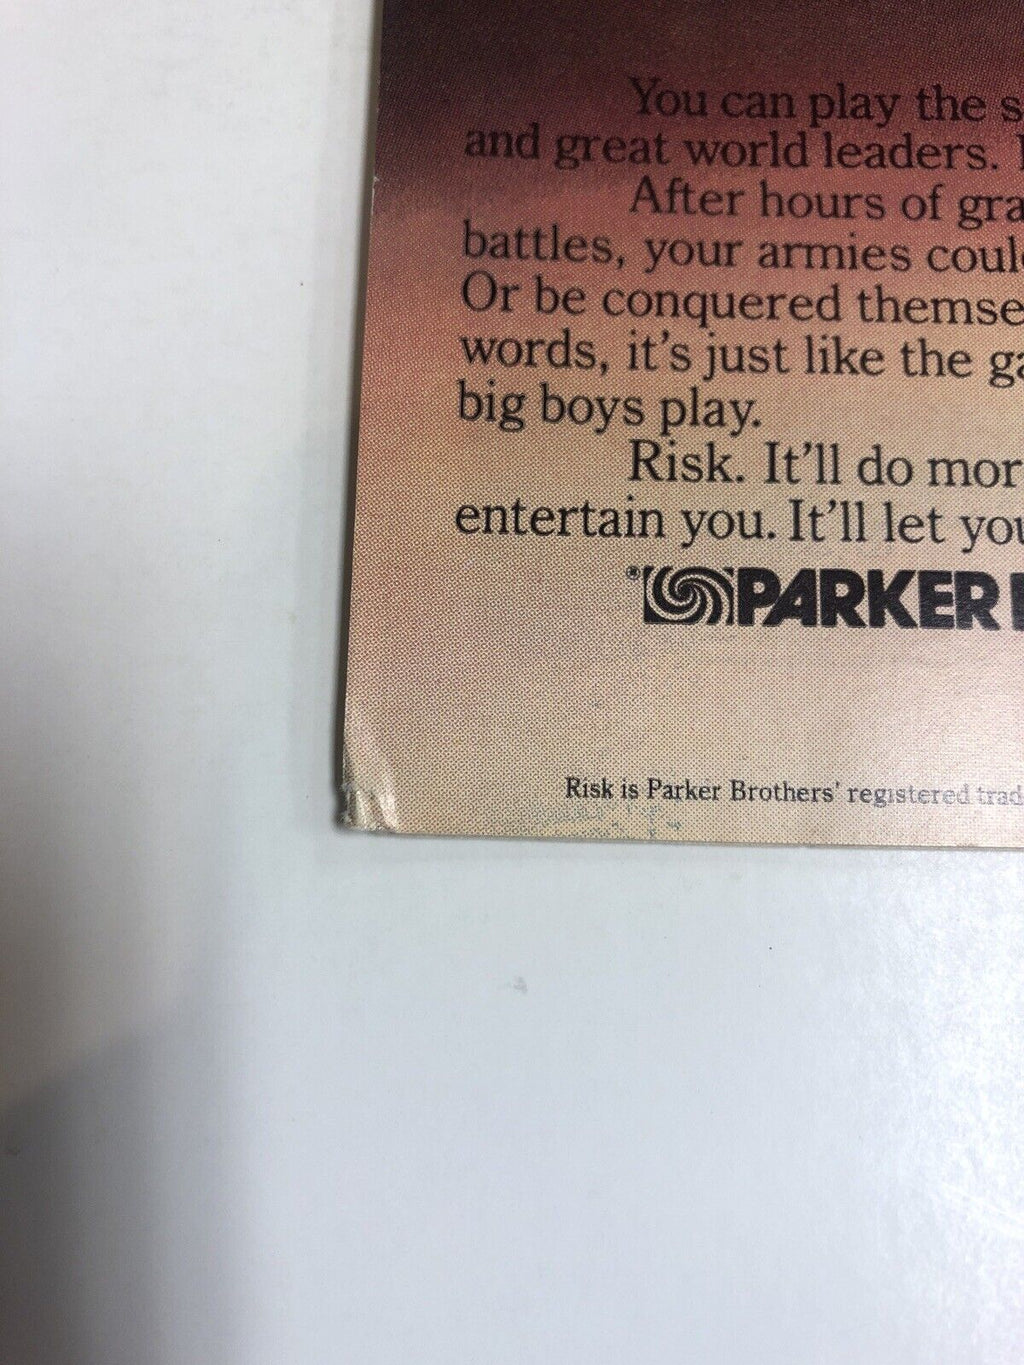 You can play the s
and great world leaders.
After hours of gra
battles, your armies coul
Or be conquered themse
words, it's just like the ga
big boys play.
Risk. It'll do mor
entertain you. It'll let you
® PARKER
Risk is Parker Brothers' registered trad